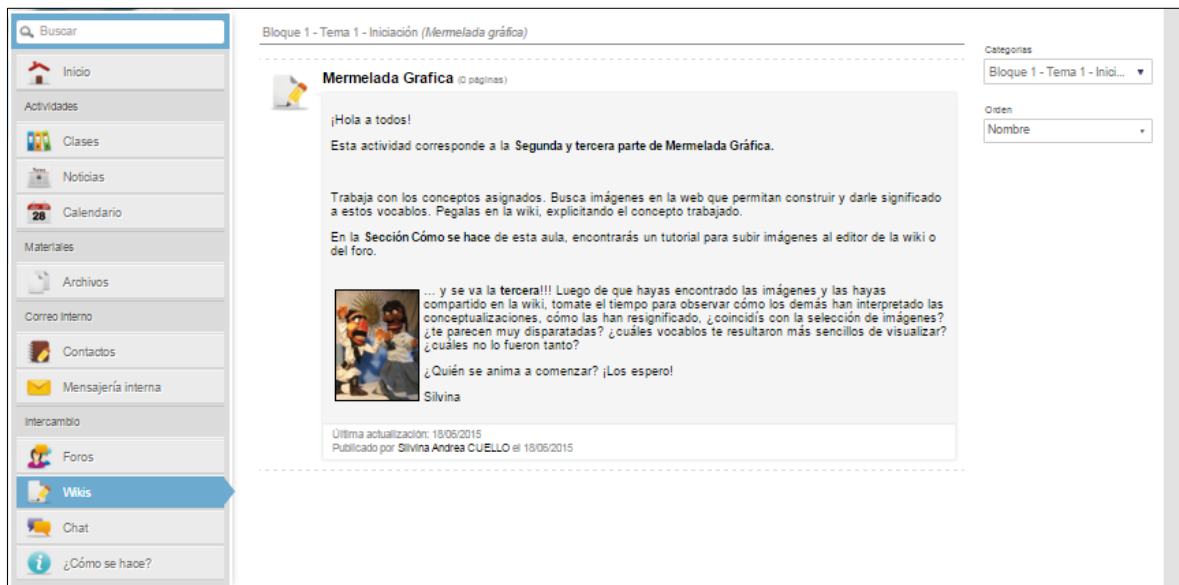 Buscar
Inicio
Actividades
Clases
Noticias
28
Calendario
Materiales
Archivos
Correo Interno
Contactos
Mensajería interna
Intercambio
Foros
Wikis
Chat
¿Cómo se hace?
Bloque 1 - Tema 1 - Iniciación (Mermelada gráfica)
Mermelada Grafica (0 páginas)
¡Hola a todos!
Esta actividad corresponde a la Segunda y tercera parte de Mermelada Gráfica.
Trabaja con los conceptos asignados. Busca imágenes en la web que permitan construir y darle significado
a estos vocablos. Pegalas en la wiki, explicitando el concepto trabajado.
En la Sección Cómo se hace de esta aula, encontrarás un tutorial para subir imágenes al editor de la wiki o
del foro.
... y se va la tercera!!! Luego de que hayas encontrado las imágenes y las hayas
compartido en la wiki, tomate el tiempo para observar cómo los demás han interpretado las
conceptualizaciones, cómo las han resignificado, ¿coincidís con la selección de imágenes?
¿te parecen muy disparatadas? ¿cuáles vocablos te resultaron más sencillos de visualizar?
¿cuáles no lo fueron tanto?
¿Quién se anima a comenzar? ¡Los espero!
Silvina
Última actualización: 18/06/2015
Publicado por Silvina Andrea CUELLO el 18/06/2015
Categorias
Bloque 1 - Tema 1 - Inici...
Orden
Nombre